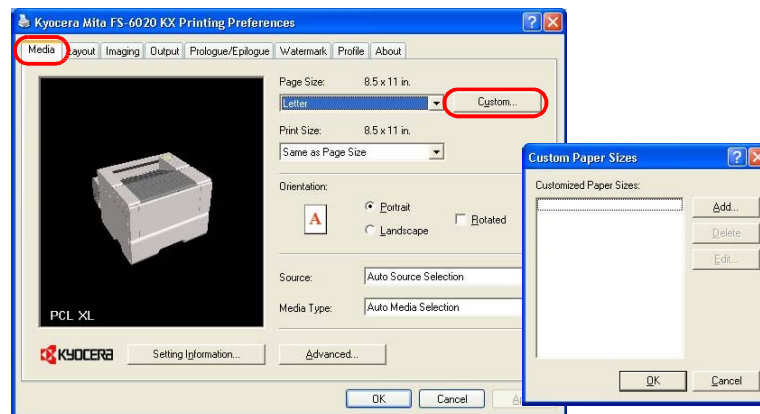 Kyocera Mita FS-6020 KX Printing Preferences
Media Layout Imaging Output Prologue/Epilogue Watermark Profile About
Page Size: 8.5 x 11 in.
Letter Custom...
Print Size: 8.5 x 11 in.
Same as Page Size
Orientation:
A Portrait
Landscape
Rotated
Source: Auto Source Selection
Media Type: Auto Media Selection
PCL XL
KYOCERA Setting Information... Advanced...
OK Cancel
Custom Paper Sizes
Customized Paper Sizes:
Add...
Delete
Edit...
OK Cancel